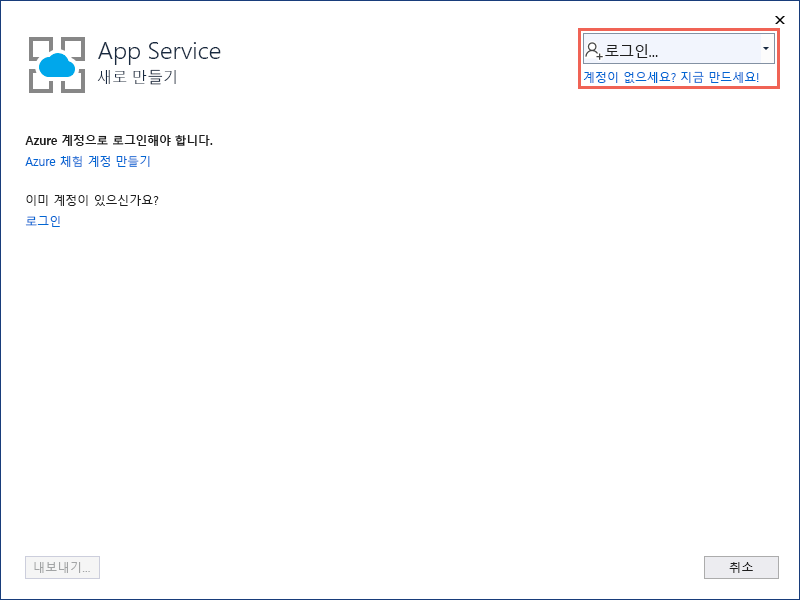 App Service
새로 만들기
로그인...
계정이 없으세요? 지금 만드세요!
Azure 계정으로 로그인해야 합니다.
Azure 체험 계정 만들기
이미 계정이 있으신가요?
로그인
내보내기...
취소